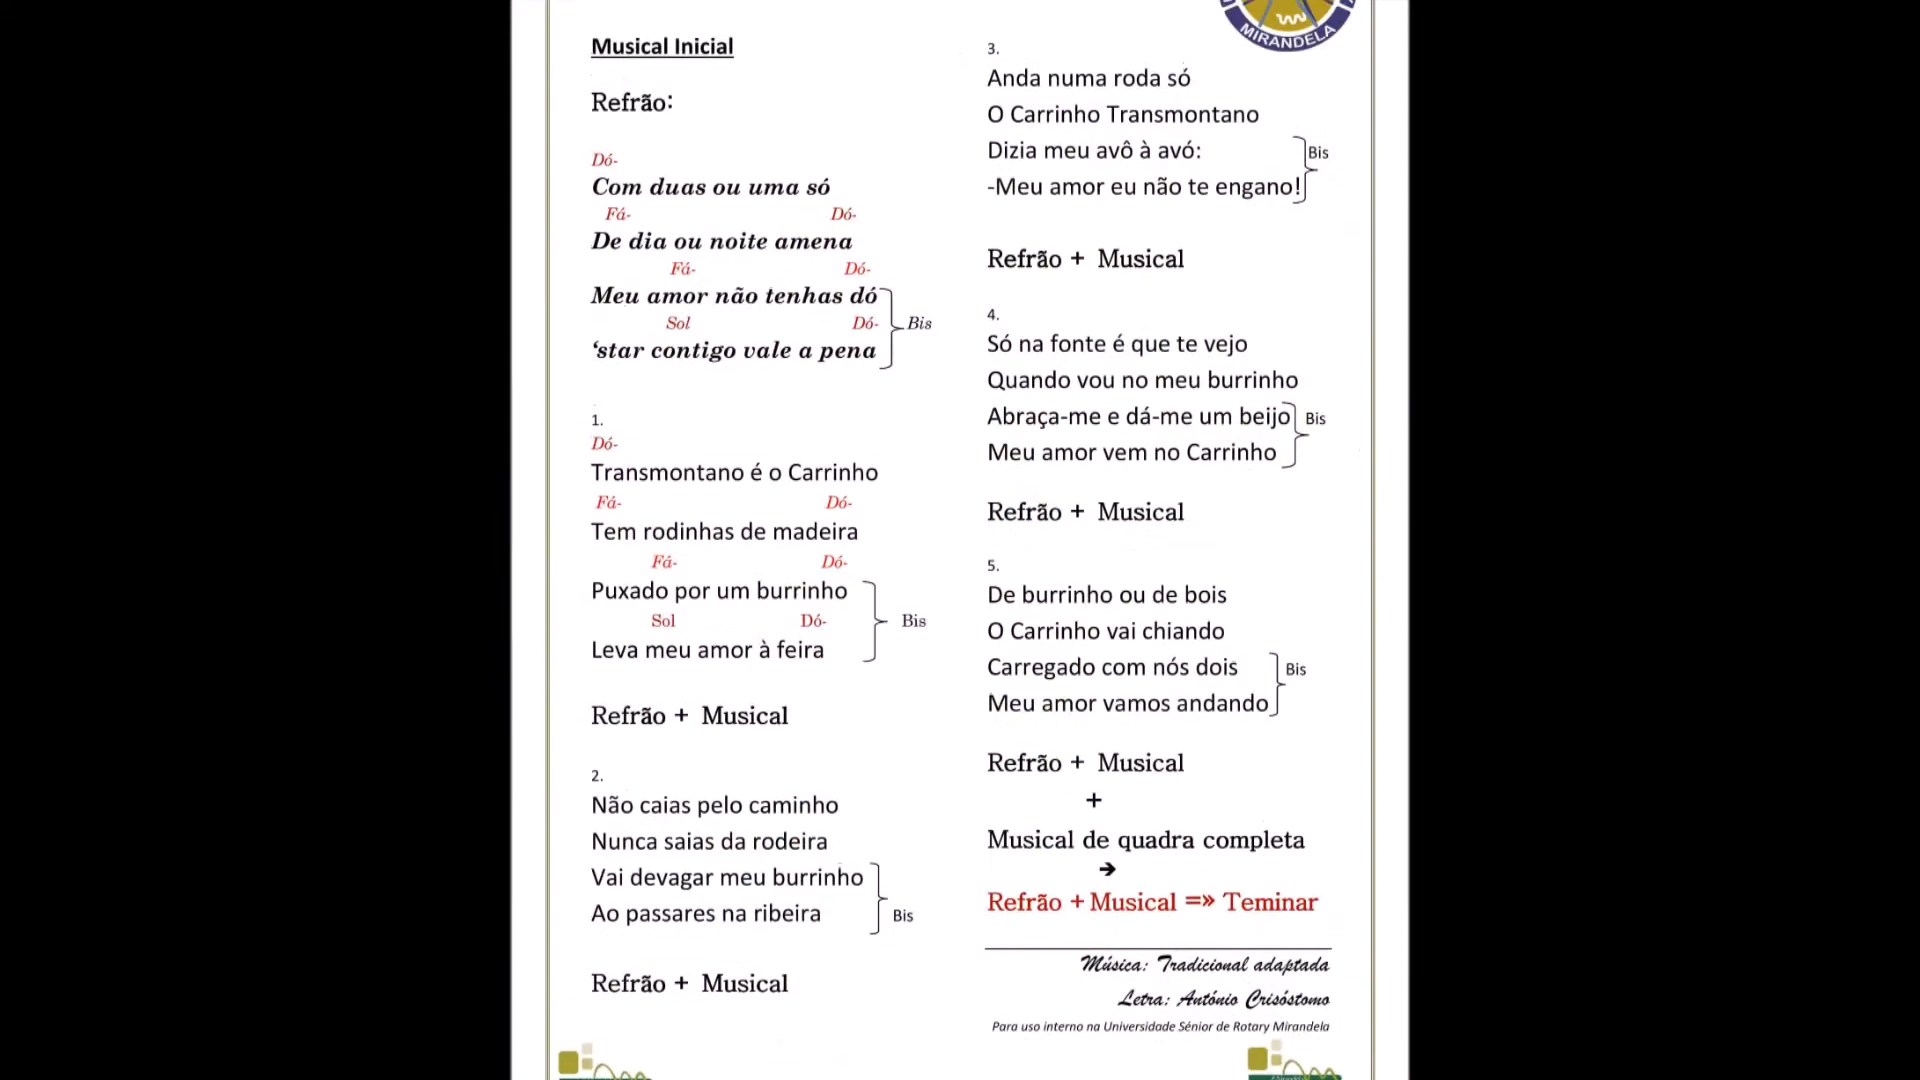 MIRANDELA
Musical Inicial
Refrão:
Dó-
Com duas ou uma só
Fá- Dó-
De dia ou noite amena
Fá- Dó-
Meu amor não tenhas dó
Sol Dó- Bis
‘star contigo vale a pena
1.
Dó-
Transmontano é o Carrinho
Fá- Dó-
Tem rodinhas de madeira
Fá- Dó-
Puxado por um burrinho
Sol Dó- Bis
Leva meu amor à feira
Refrão + Musical
2.
Não caias pelo caminho
Nunca saias da rodeira
Vai devagar meu burrinho
Ao passares na ribeira Bis
Refrão + Musical
3.
Anda numa roda só
O Carrinho Transmontano
Dizia meu avô à avó: Bis
-Meu amor eu não te engano!
Refrão + Musical
4.
Só na fonte é que te vejo
Quando vou no meu burrinho
Abraça-me e dá-me um beijo Bis
Meu amor vem no Carrinho
Refrão + Musical
5.
De burrinho ou de bois
O Carrinho vai chiando
Carregado com nós dois Bis
Meu amor vamos andando
Refrão + Musical
+
Musical de quadra completa
➔
Refrão + Musical =» Teminar
Música: Tradicional adaptada
Letra: António Crisóstomo
Para uso interno na Universidade Sénior de Rotary Mirandela